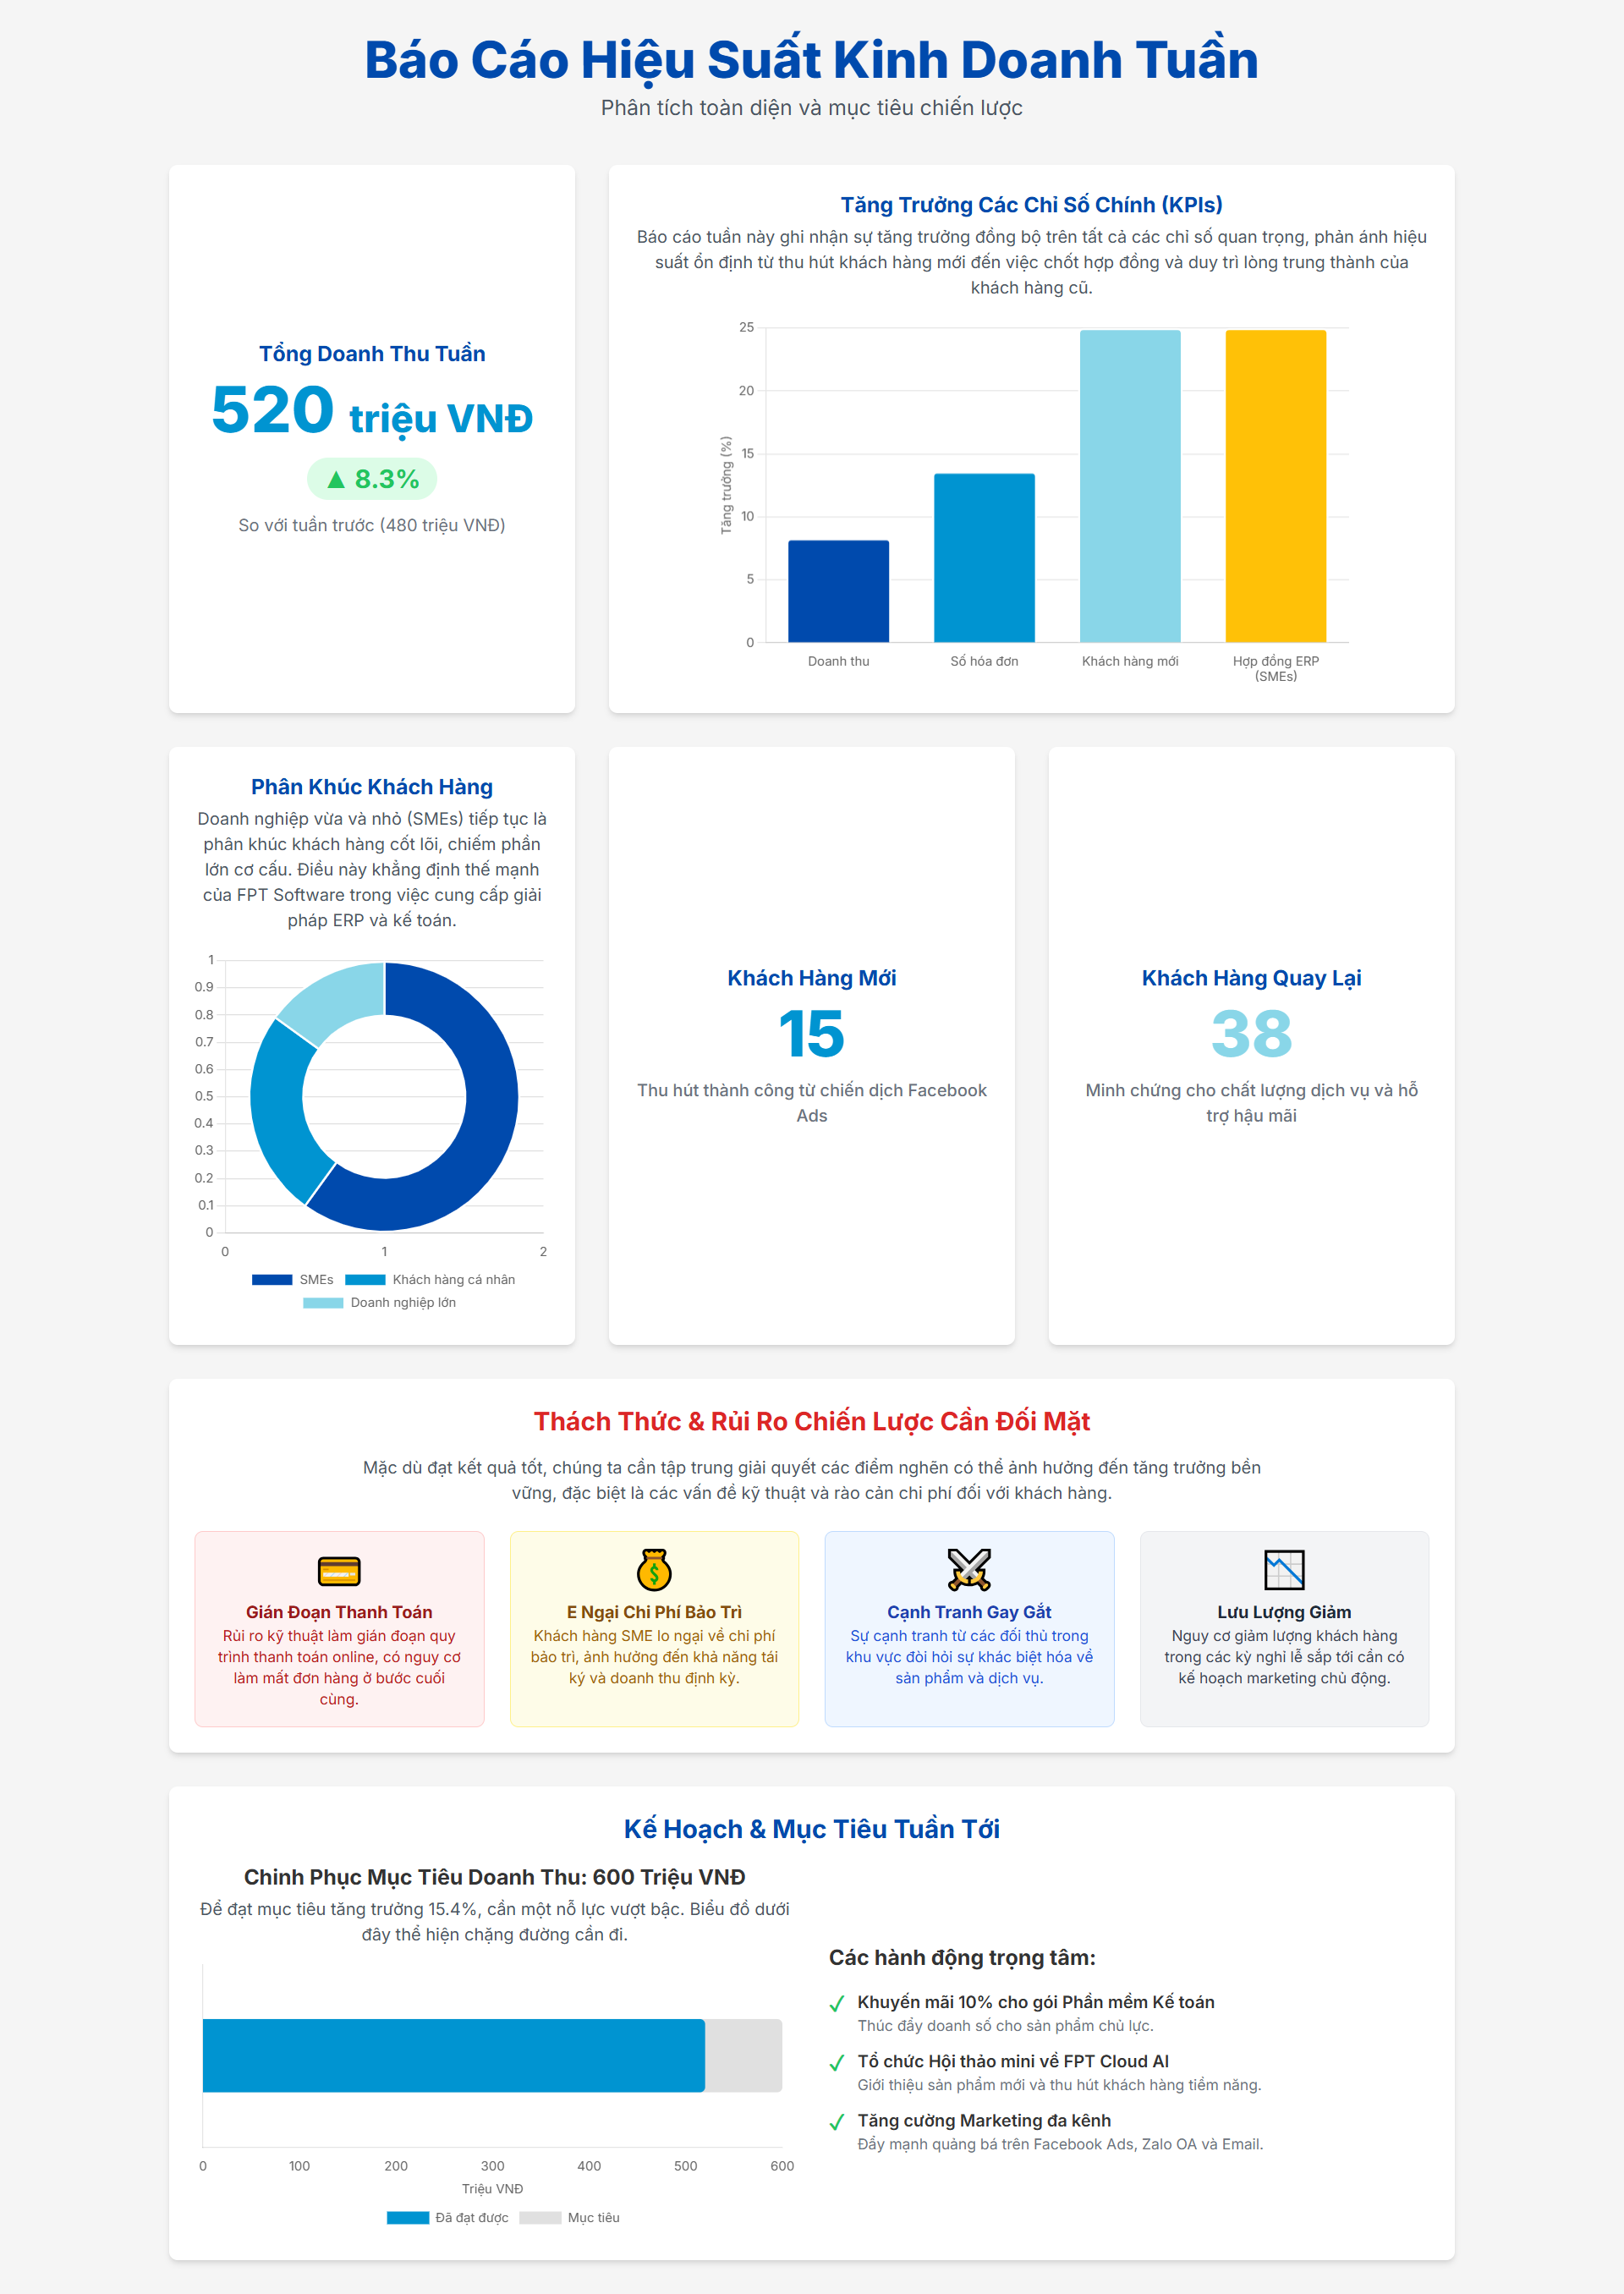 Báo Cáo Hiệu Suất Kinh Doanh Tuần
Phân tích toàn diện và mục tiêu chiến lược
Tổng Doanh Thu Tuần
520 triệu VNĐ
▲ 8.3%
So với tuần trước (480 triệu VNĐ)
Tăng Trưởng Các Chỉ Số Chính (KPIs)
Báo cáo tuần này ghi nhận sự tăng trưởng đồng bộ trên tất cả các chỉ số quan trọng, phản ánh hiệu
suất ổn định từ thu hút khách hàng mới đến việc chốt hợp đồng và duy trì lòng trung thành của
khách hàng cũ.
25
20
15
10
5
0
Tăng trưởng (%)
Doanh thu
Số hóa đơn
Khách hàng mới
Hợp đồng ERP
(SMEs)
Phân Khúc Khách Hàng
Doanh nghiệp vừa và nhỏ (SMEs) tiếp tục là
phân khúc khách hàng cốt lõi, chiếm phần
lớn cơ cấu. Điều này khẳng định thế mạnh
của FPT Software trong việc cung cấp giải
pháp ERP và kế toán.
1
0.9
0.8
0.7
0.6
0.5
0.4
0.3
0.2
0.1
0
0 1 2
SMEs Khách hàng cá nhân
Doanh nghiệp lớn
Khách Hàng Mới
15
Thu hút thành công từ chiến dịch Facebook
Ads
Khách Hàng Quay Lại
38
Minh chứng cho chất lượng dịch vụ và hỗ
trợ hậu mãi
Thách Thức & Rủi Ro Chiến Lược Cần Đối Mặt
Mặc dù đạt kết quả tốt, chúng ta cần tập trung giải quyết các điểm nghẽn có thể ảnh hưởng đến tăng trưởng bền
vững, đặc biệt là các vấn đề kỹ thuật và rào cản chi phí đối với khách hàng.
Gián Đoạn Thanh Toán
Rủi ro kỹ thuật làm gián đoạn quy
trình thanh toán online, có nguy cơ
làm mất đơn hàng ở bước cuối
cùng.
E Ngại Chi Phí Bảo Trì
Khách hàng SME lo ngại về chi phí
bảo trì, ảnh hưởng đến khả năng tái
ký và doanh thu định kỳ.
Cạnh Tranh Gay Gắt
Sự cạnh tranh từ các đối thủ trong
khu vực đòi hỏi sự khác biệt hóa về
sản phẩm và dịch vụ.
Lưu Lượng Giảm
Nguy cơ giảm lượng khách hàng
trong các kỳ nghỉ lễ sắp tới cần có
kế hoạch marketing chủ động.
Kế Hoạch & Mục Tiêu Tuần Tới
Chinh Phục Mục Tiêu Doanh Thu: 600 Triệu VNĐ
Để đạt mục tiêu tăng trưởng 15.4%, cần một nỗ lực vượt bậc. Biểu đồ dưới
đây thể hiện chặng đường cần đi.
0 100 200 300 400 500 600
Triệu VNĐ
Đã đạt được Mục tiêu
Các hành động trọng tâm:
✓ Khuyến mãi 10% cho gói Phần mềm Kế toán
Thúc đẩy doanh số cho sản phẩm chủ lực.
✓ Tổ chức Hội thảo mini về FPT Cloud AI
Giới thiệu sản phẩm mới và thu hút khách hàng tiềm năng.
✓ Tăng cường Marketing đa kênh
Đẩy mạnh quảng bá trên Facebook Ads, Zalo OA và Email.